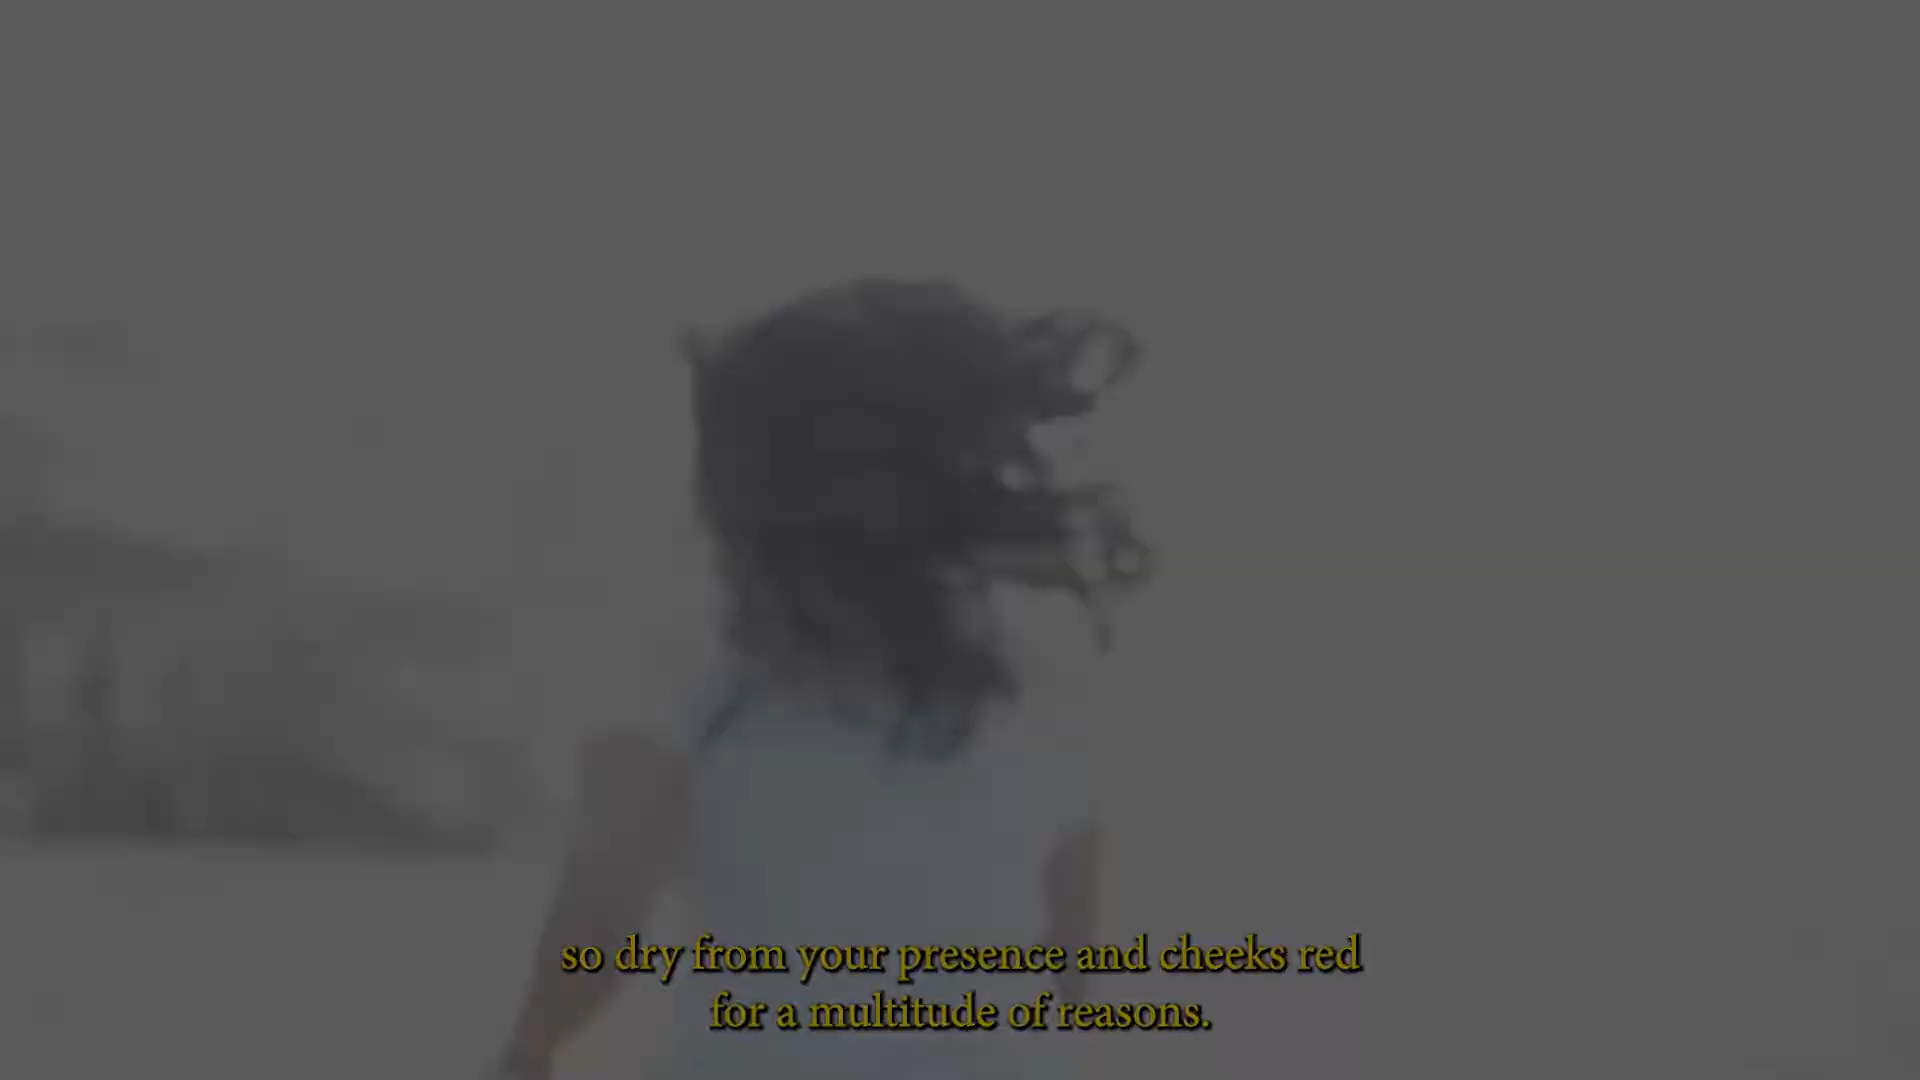 so dry from your presence and cheeks red
for a multitude of reasons.